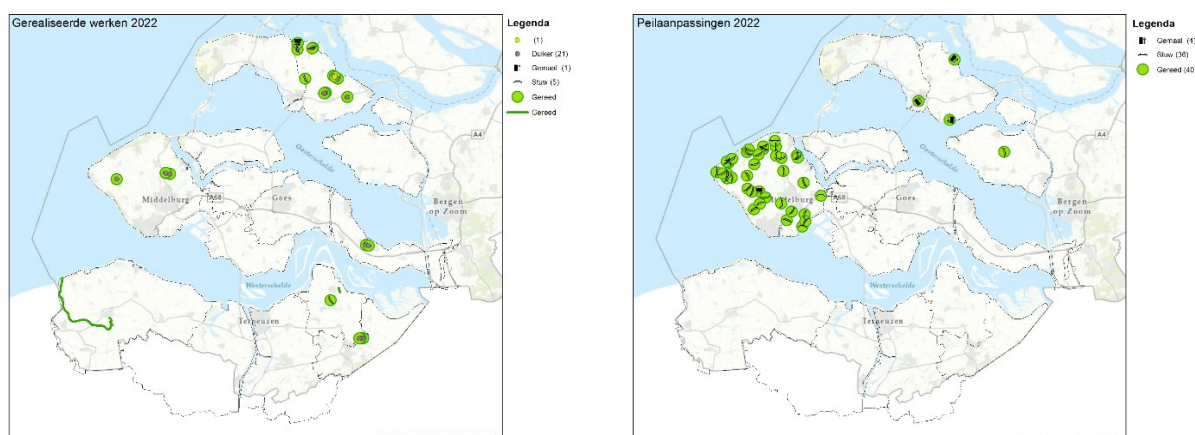 Gerealiseerde werken 2022
Legenda
(1)
Duiker (21)
Gemaal (1)
Stuw (5)
Gereed
Gereed
Oosterschelde
A4
Middelburg
A58
Goes
Bergen
op Zoom
Westerschelde
Terneuzen
Peilaanpassingen 2022
Legenda
Gemaal (4)
Stuw (36)
Gereed (40
Oosterschelde
A4
A58
Goes
Bergen
op Zoom
Westerschelde
Terneuzen